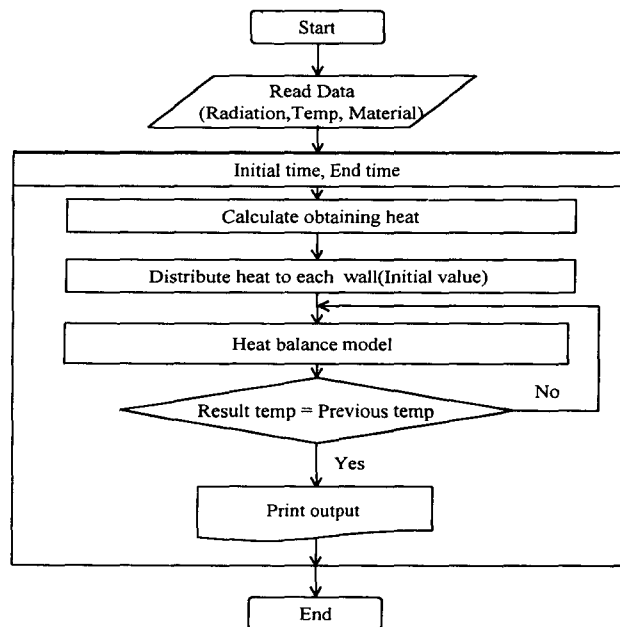 Start
Read Data
(Radiation,Temp, Material)
Initial time, End time
Calculate obtaining heat
Distribute heat to each wall(Initial value)
Heat balance model
Result temp = Previous temp
No
Yes
Print output
End